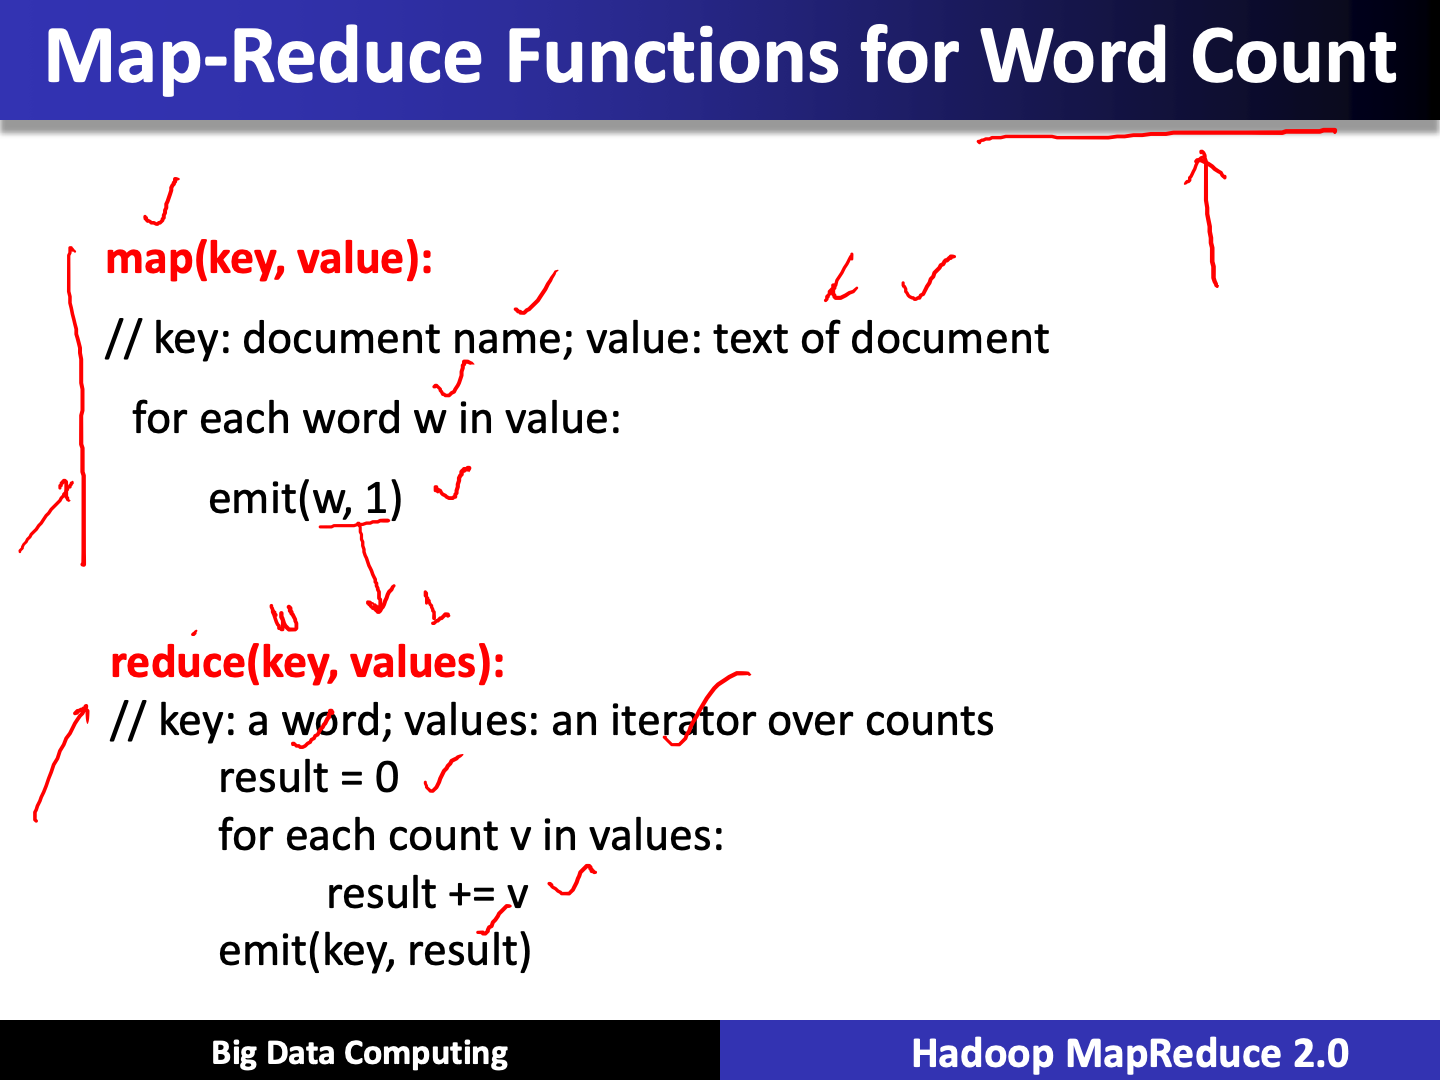 Map-Reduce Functions for Word Count
map(key, value):
// key: document name; value: text of document
for each word w in value:
emit(w, 1)
w 1
reduce(key, values):
// key: a word; values: an iterator over counts
result = 0
for each count v in values:
result += v
emit(key, result)
Big Data Computing
Hadoop MapReduce 2.0